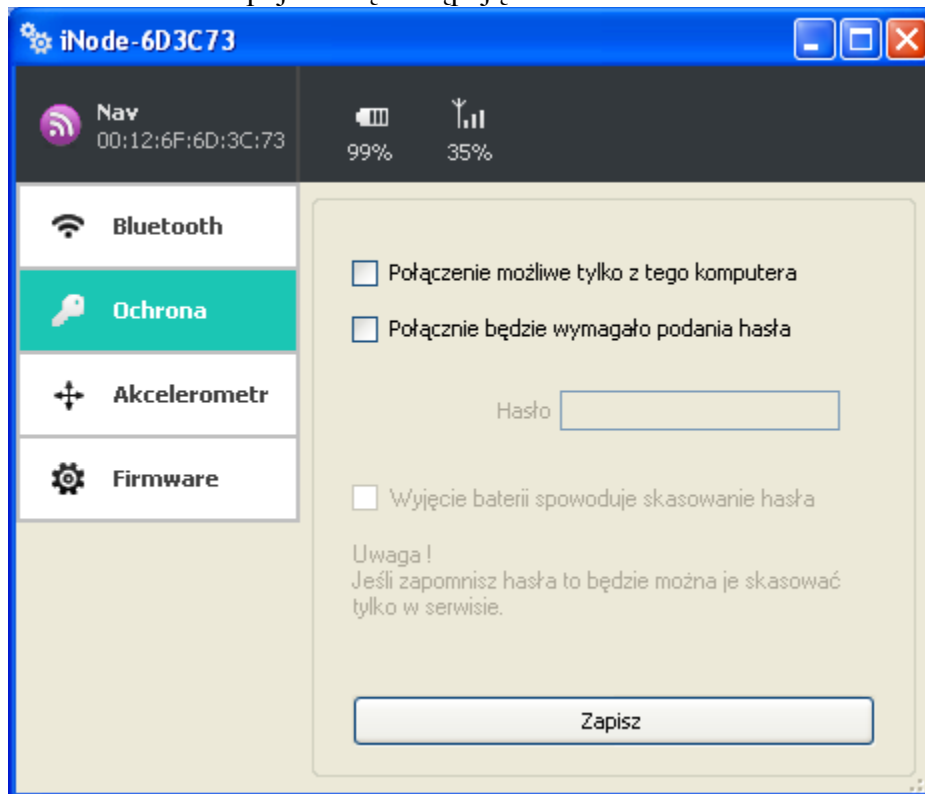 iNode-6D3C73
Nav
00:12:6F:6D:3C:73
99%
35%
Bluetooth
Ochrona
Akcelerometr
Firmware
Połączenie możliwe tylko z tego komputera
Połącznie będzie wymagało podania hasła
Hasło
Wyjęcie baterii spowoduje skasowanie hasła
Uwaga !
Jeśli zapomnisz hasła to będzie można je skasować
tylko w serwisie.
Zapisz